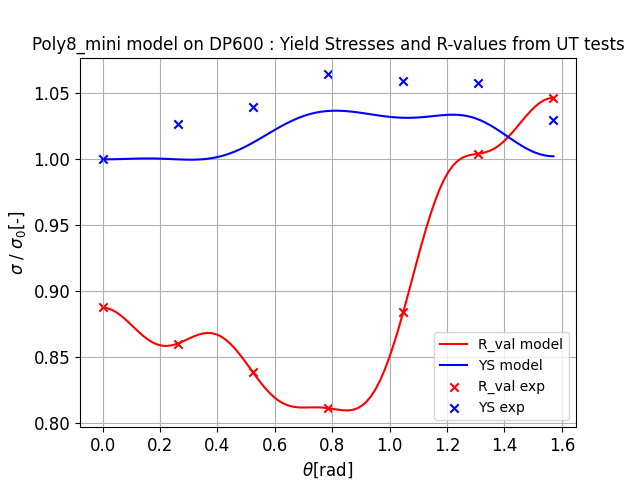 Poly8_mini model on DP600 : Yield Stresses and R-values from UT tests
1.05
1.00
0.95
0.90
0.85
0.80
σ / σ₀[-]
R_val model
YS model
R_val exp
YS exp
0.0 0.2 0.4 0.6 0.8 1.0 1.2 1.4 1.6
θ[rad]